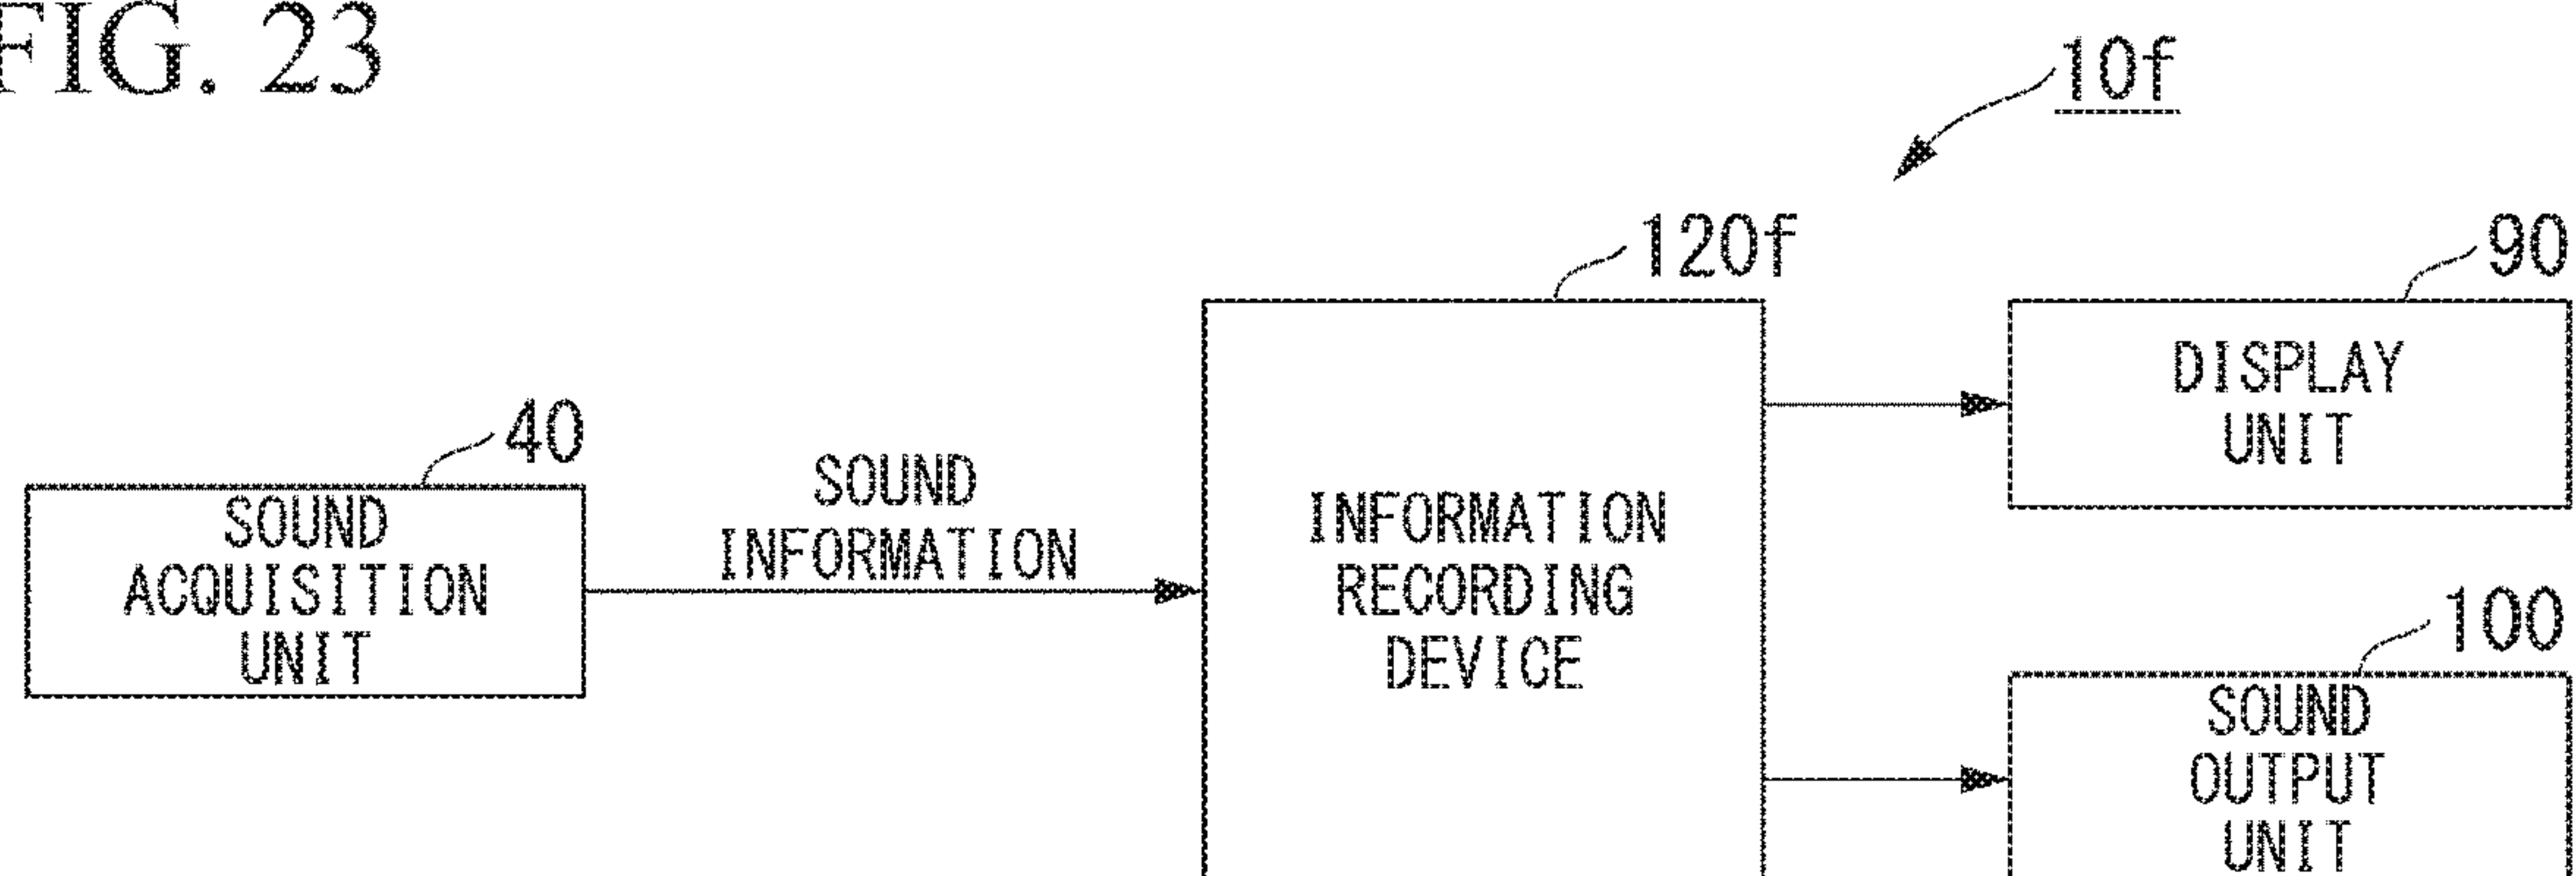 FIG. 23
10f
120f
90
DISPLAY
UNIT
40
SOUND
ACQUISITION
UNIT
SOUND
INFORMATION
INFORMATION
RECORDING
DEVICE
100
SOUND
OUTPUT
UNIT